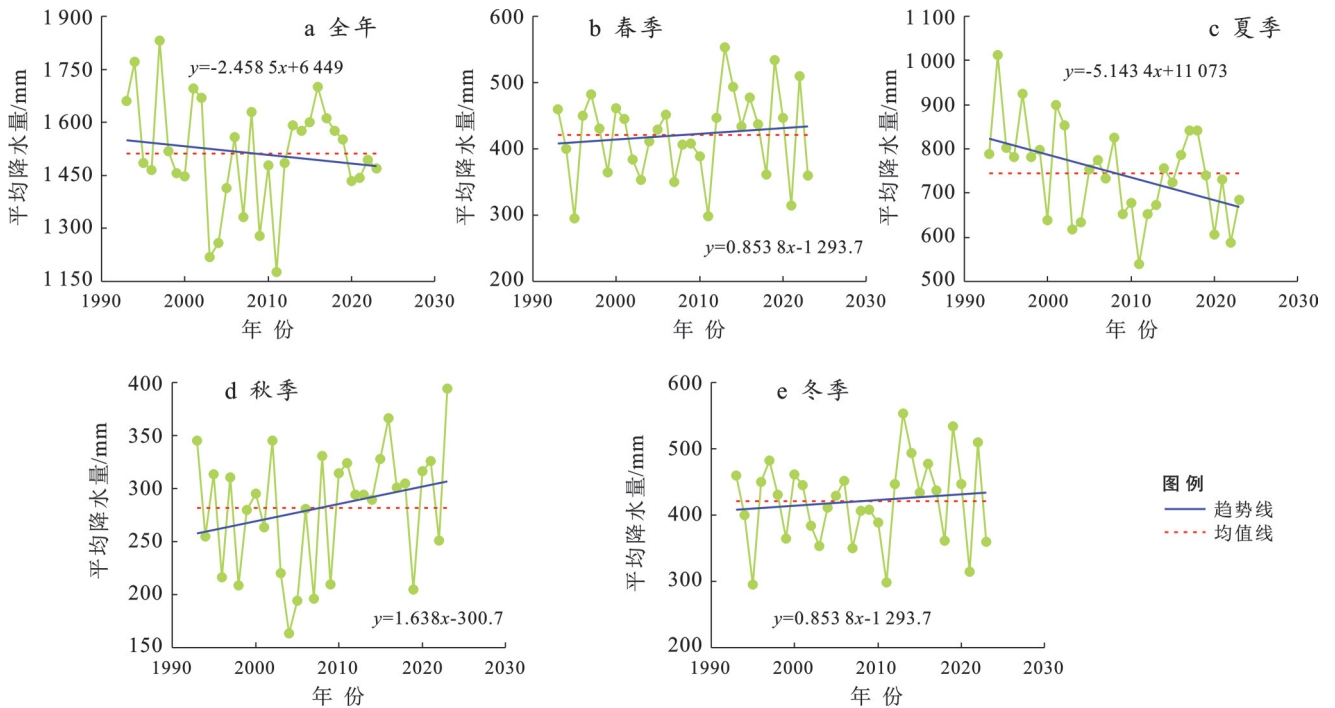 a 全年
平均降水量/mm
1 900
1 750
1 600
1 450
1 300
1 150
y=-2.458 5x+6 449
1990
2000
2010
2020
2030
年 份
b 春季
平均降水量/mm
600
500
400
300
200
y=0.853 8x-1 293.7
1990
2000
2010
2020
2030
年 份
c 夏季
平均降水量/mm
1 100
1 000
900
800
700
600
500
y=-5.143 4x+11 073
1990
2000
2010
2020
2030
年 份
d 秋季
平均降水量/mm
400
350
300
250
200
150
y=1.638x-300.7
1990
2000
2010
2020
2030
年 份
e 冬季
平均降水量/mm
600
500
400
300
200
y=0.853 8x-1 293.7
1990
2000
2010
2020
2030
年 份
图 例
趋势线
均值线